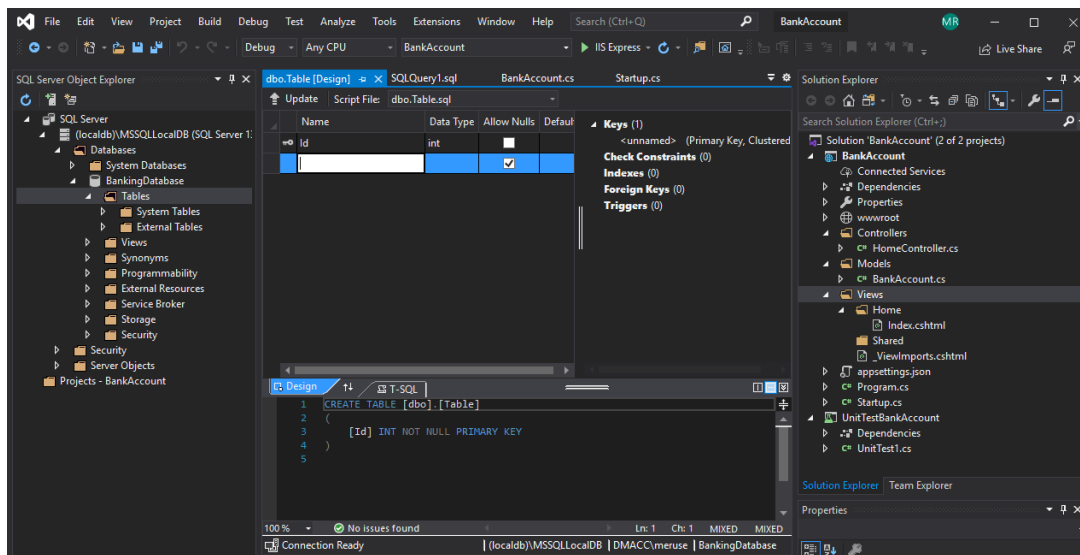 File Edit View Project Build Debug Test Analyze Tools Extensions Window Help Search (Ctrl+Q) BankAccount MR
Debug Any CPU BankAccount IIS Express Live Share
SQL Server Object Explorer
SQL Server
(localdb)\MSSQLLocalDB (SQL Server 1
Databases
System Databases
BankingDatabase
Tables
System Tables
External Tables
Views
Synonyms
Programmability
External Resources
Service Broker
Storage
Security
Security
Server Objects
Projects - BankAccount
dbo.Table [Design] SQLQuery1.sql BankAccount.cs Startup.cs
Update Script File: dbo.Table.sql
Name Data Type Allow Nulls Default
Id int
Keys (1)
<unnamed> (Primary Key, Clustered
Check Constraints (0)
Indexes (0)
Foreign Keys (0)
Triggers (0)
Design T-SQL
1 CREATE TABLE [dbo].[Table]
2 (
3 [Id] INT NOT NULL PRIMARY KEY
4 )
5
100 % No issues found Ln: 1 Ch: 1 MIXED MIXED
Connection Ready (localdb)\MSSQLLocalDB DMACC\meruse BankingDatabase
Solution Explorer
Search Solution Explorer (Ctrl+;)
Solution 'BankAccount' (2 of 2 projects)
BankAccount
Connected Services
Dependencies
Properties
wwwroot
Controllers
C# HomeController.cs
Models
C# BankAccount.cs
Views
Home
Index.cshtml
Shared
_ViewImports.cshtml
appsettings.json
C# Program.cs
C# Startup.cs
UnitTestBankAccount
Dependencies
C# UnitTest1.cs
Solution Explorer Team Explorer
Properties